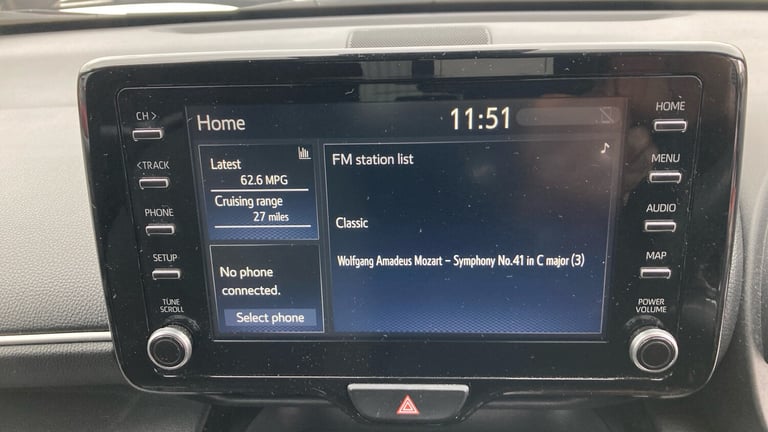 CH >
<TRACK
PHONE
SETUP
TUNE
SCROLL
Home
11:51
Latest
62.6 MPG
Cruising range
27 miles
No phone
connected.
Select phone
FM station list
Classic
Wolfgang Amadeus Mozart – Symphony No.41 in C major (3)
HOME
MENU
AUDIO
MAP
POWER
VOLUME